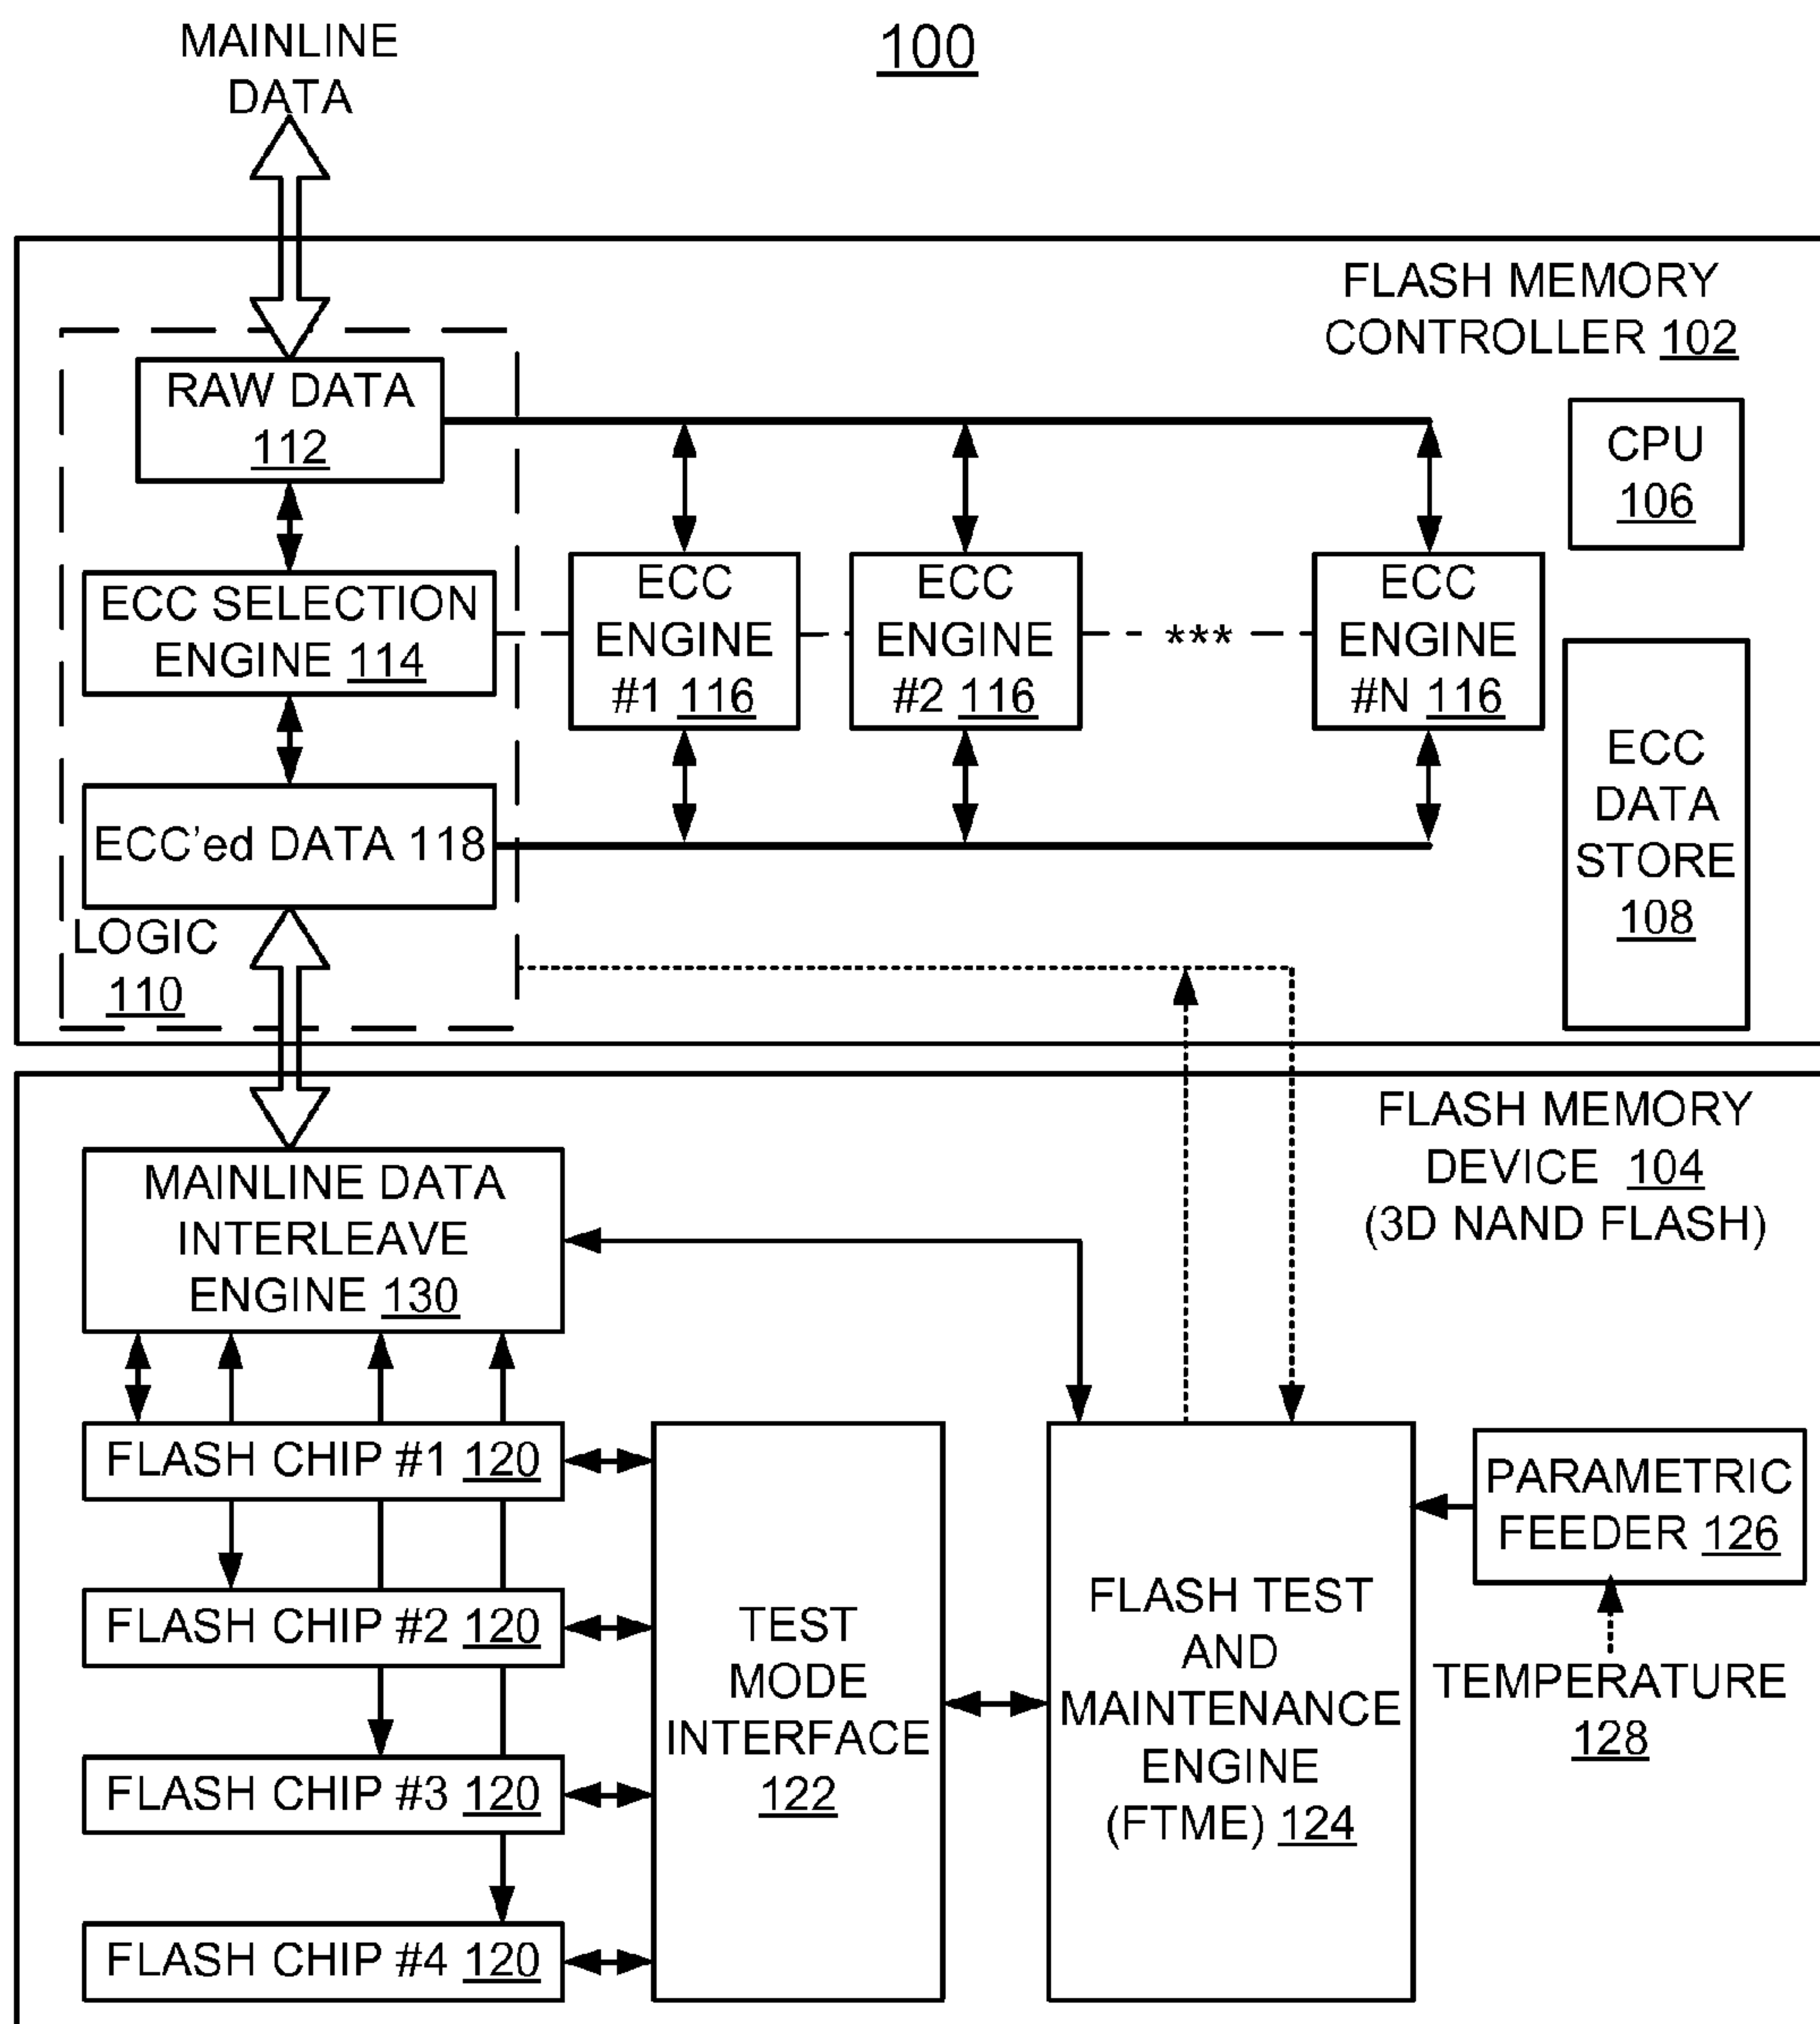 100
MAINLINE
DATA
FLASH MEMORY
CONTROLLER 102
RAW DATA
112
CPU
106
ECC SELECTION
ENGINE 114
ECC
ENGINE
#1 116
ECC
ENGINE
#2 116
***
ECC
ENGINE
#N 116
ECC
DATA
STORE
108
ECC'ed DATA 118
LOGIC
110
FLASH MEMORY
DEVICE 104
(3D NAND FLASH)
MAINLINE DATA
INTERLEAVE
ENGINE 130
FLASH CHIP #1 120
FLASH CHIP #2 120
FLASH CHIP #3 120
FLASH CHIP #4 120
TEST
MODE
INTERFACE
122
FLASH TEST
AND
MAINTENANCE
ENGINE
(FTME) 124
PARAMETRIC
FEEDER 126
TEMPERATURE
128